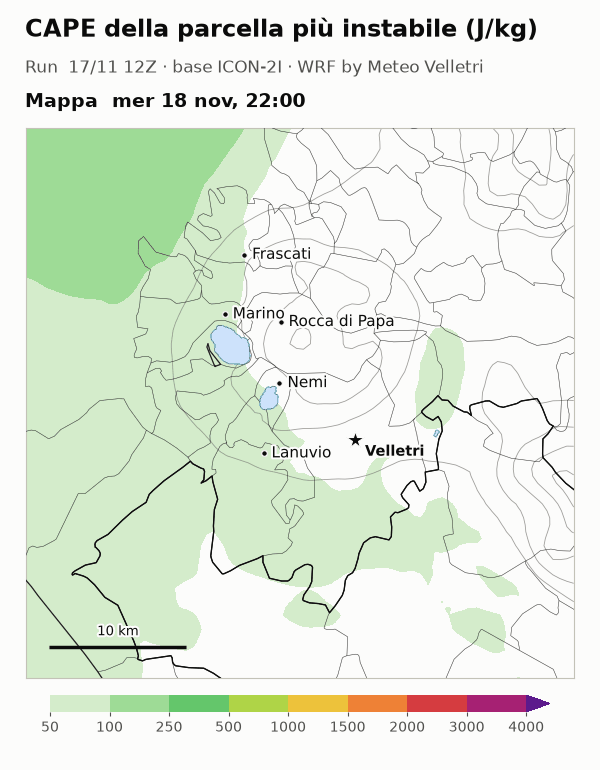 CAPE della parcella più instabile (J/kg)
Run  17/11 12Z · base ICON-2I · WRF by Meteo Velletri
Mappa  mer 18 nov, 22:00
Frascati
Marino
Rocca di Papa
Nemi
Velletri
Lanuvio
10 km
50 100 250 500 1000 1500 2000 3000 4000